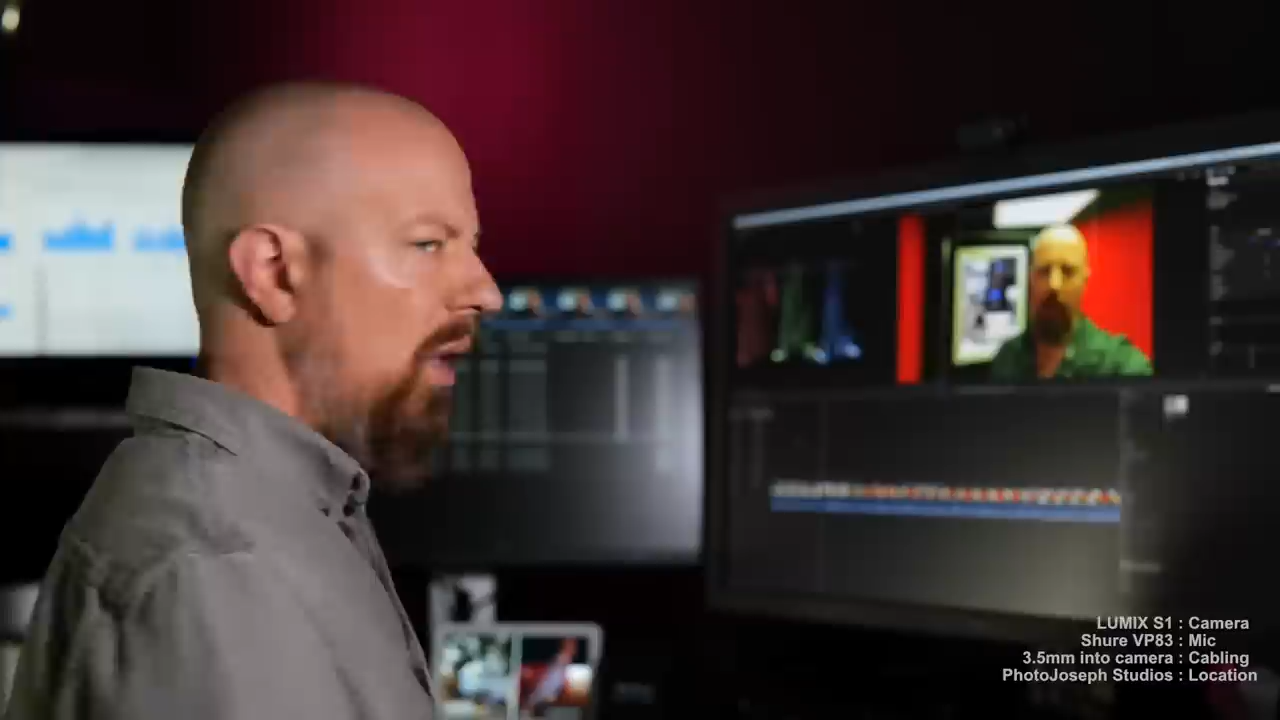 LUMIX S1 : Camera
Shure VP83 : Mic
3.5mm into camera : Cabling
PhotoJoseph Studios : Location